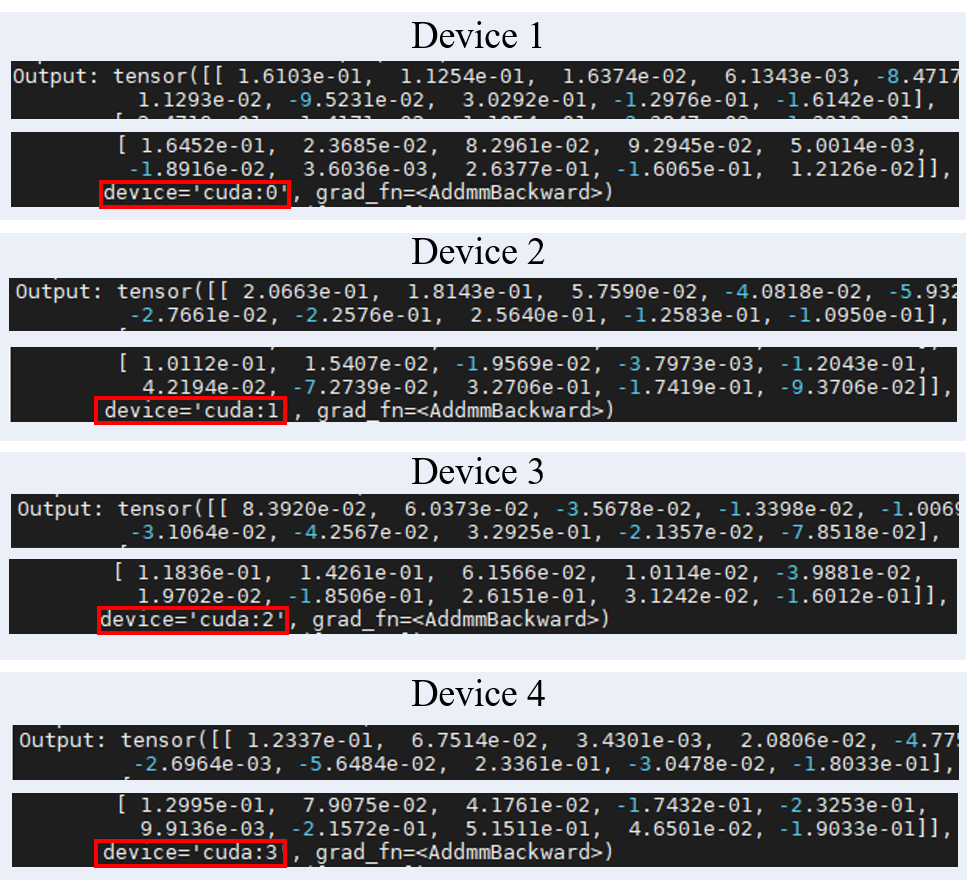 Device 1
Output: tensor([[ 1.6103e-01, 1.1254e-01, 1.6374e-02, 6.1343e-03, -8.4717
1.1293e-02, -9.5231e-02, 3.0292e-01, -1.2976e-01, -1.6142e-01],
[ 1.6452e-01, 2.3685e-02, 8.2961e-02, 9.2945e-02, 5.0014e-03,
-1.8916e-02, 3.6036e-03, 2.6377e-01, -1.6065e-01, 1.2126e-02]],
device='cuda:0', grad_fn=<AddmmBackward>)
Device 2
Output: tensor([[ 2.0663e-01, 1.8143e-01, 5.7590e-02, -4.0818e-02, -5.932
-2.7661e-02, -2.2576e-01, 2.5640e-01, -1.2583e-01, -1.0950e-01],
[ 1.0112e-01, 1.5407e-02, -1.9569e-02, -3.7973e-03, -1.2043e-01,
4.2194e-02, -7.2739e-02, 3.2706e-01, -1.7419e-01, -9.3706e-02]],
device='cuda:1', grad_fn=<AddmmBackward>)
Device 3
Output: tensor([[ 8.3920e-02, 6.0373e-02, -3.5678e-02, -1.3398e-02, -1.0069
-3.1064e-02, -4.2567e-02, 3.2925e-01, -2.1357e-02, -7.8518e-02],
[ 1.1836e-01, 1.4261e-01, 6.1566e-02, 1.0114e-02, -3.9881e-02,
1.9702e-02, -1.8506e-01, 2.6151e-01, 3.1242e-02, -1.6012e-01]],
device='cuda:2', grad_fn=<AddmmBackward>)
Device 4
Output: tensor([[ 1.2337e-01, 6.7514e-02, 3.4301e-03, 2.0806e-02, -4.775
-2.6964e-03, -5.6484e-02, 2.3361e-01, -3.0478e-02, -1.8033e-01],
[ 1.2995e-01, 7.9075e-02, 4.1761e-02, -1.7432e-01, -2.3253e-01,
9.9136e-03, -2.1572e-01, 5.1511e-01, 4.6501e-02, -1.9033e-01]],
device='cuda:3', grad_fn=<AddmmBackward>)